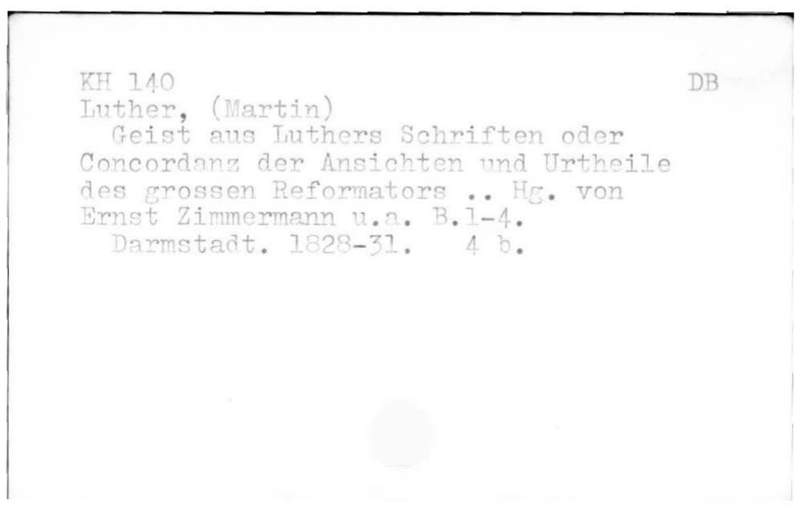 KH 140 DB
Luther, (Martin)
Geist aus Luthers Schriften oder
Concordanz der Ansichten und Urtheile
des grossen Reformators .. Hg. von
Ernst Zimmermann u.a. B.1-4.
Darmstadt. 1828-31. 4 b.